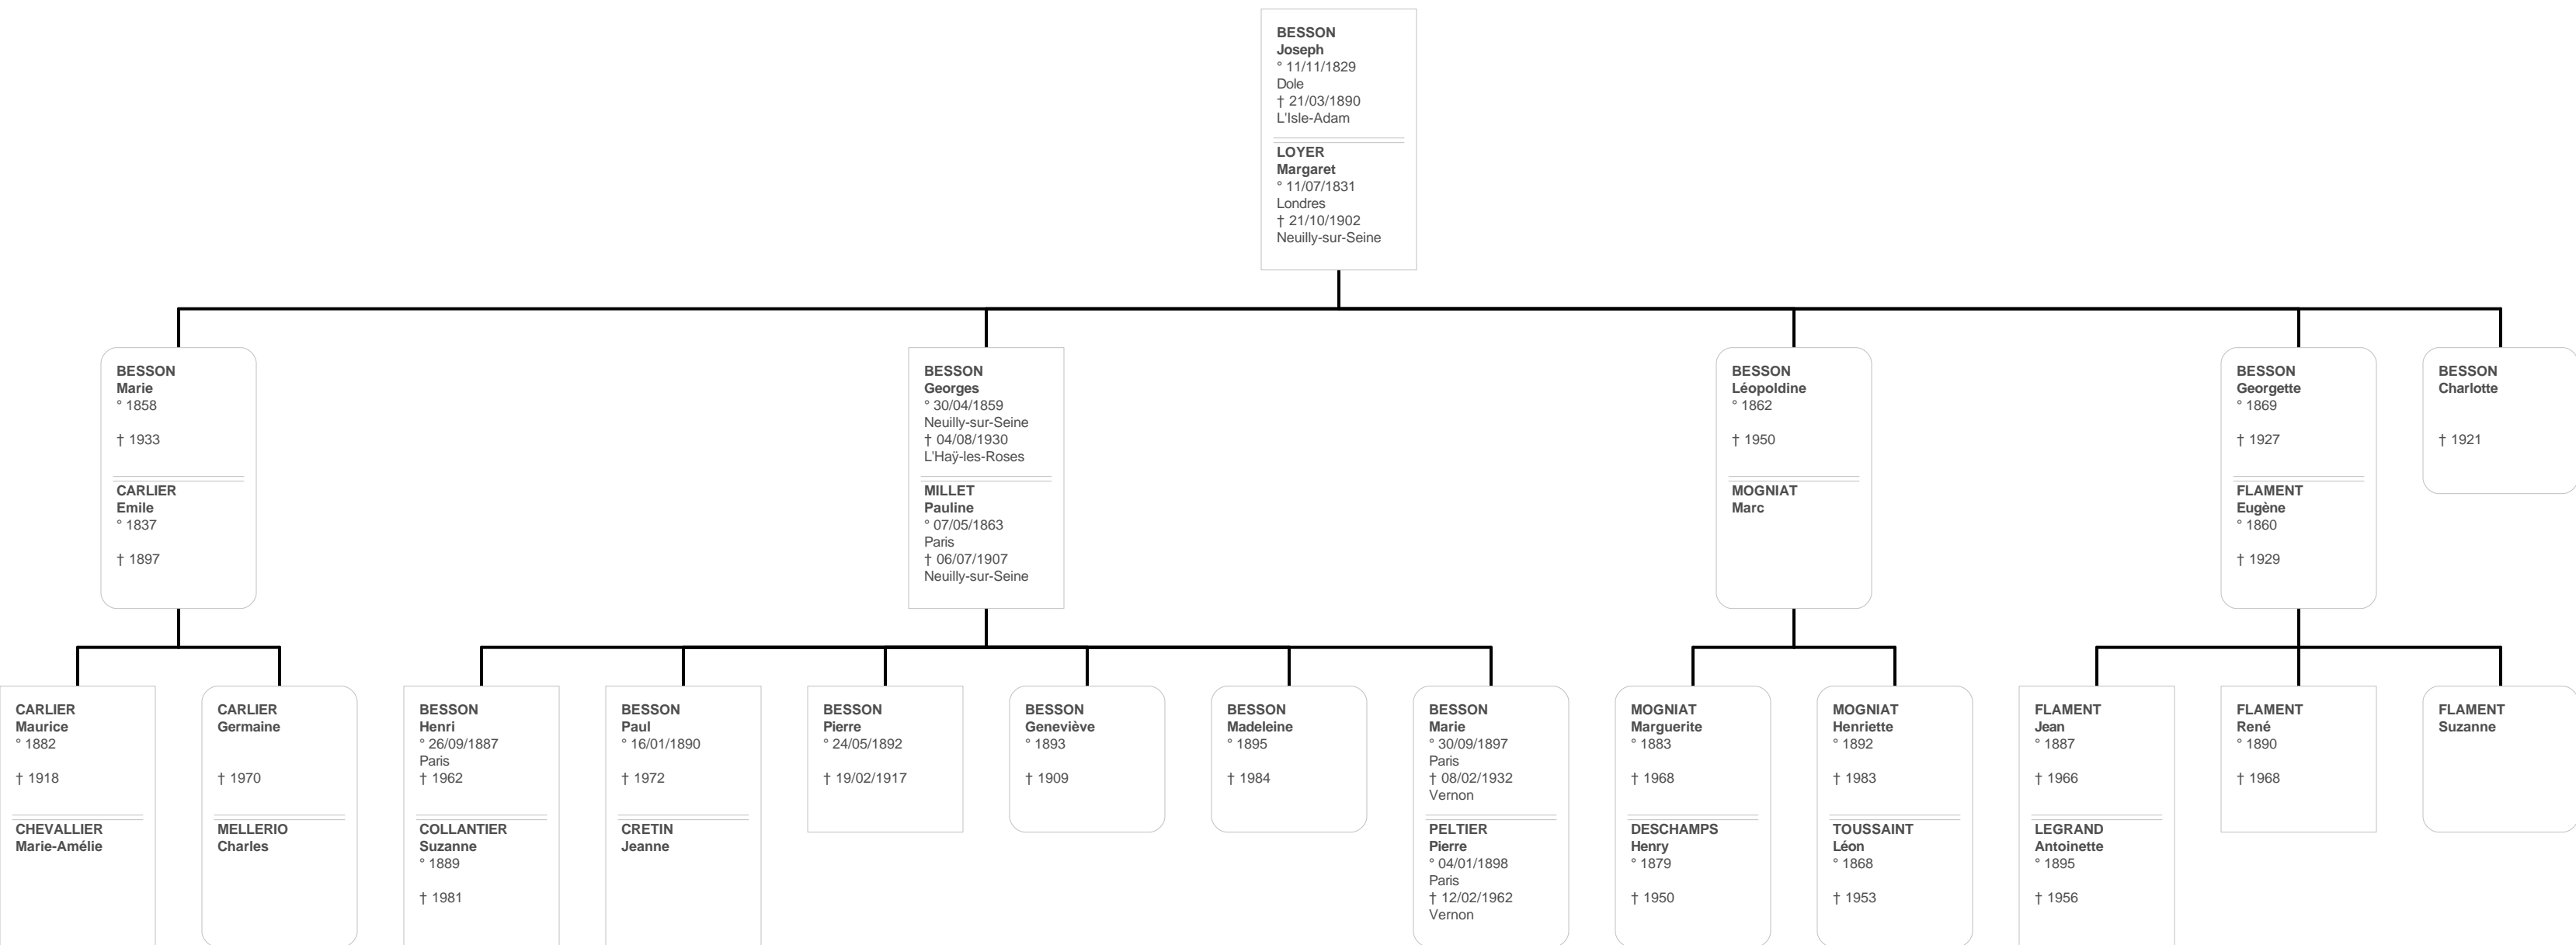 BESSON
Joseph
° 11/11/1829
Dole
† 21/03/1890
L'Isle-Adam
LOYER
Margaret
° 11/07/1831
Londres
† 21/10/1902
Neuilly-sur-Seine
BESSON
Marie
° 1858
† 1933
CARLIER
Emile
° 1837
† 1897
BESSON
Georges
° 30/04/1859
Neuilly-sur-Seine
† 04/08/1930
L'Haÿ-les-Roses
MILLET
Pauline
° 07/05/1863
Paris
† 06/07/1907
Neuilly-sur-Seine
BESSON
Léopoldine
° 1862
† 1950
MOGNIAT
Marc
BESSON
Georgette
° 1869
† 1927
FLAMENT
Eugène
° 1860
† 1929
BESSON
Charlotte
† 1921
CARLIER
Maurice
° 1882
† 1918
CHEVALLIER
Marie-Amélie
CARLIER
Germaine
† 1970
MELLERIO
Charles
BESSON
Henri
° 26/09/1887
Paris
† 1962
COLLANTIER
Suzanne
° 1889
† 1981
BESSON
Paul
° 16/01/1890
† 1972
CRETIN
Jeanne
BESSON
Pierre
° 24/05/1892
† 19/02/1917
BESSON
Geneviève
° 1893
† 1909
BESSON
Madeleine
° 1895
† 1984
BESSON
Marie
° 30/09/1897
Paris
† 08/02/1932
Vernon
PELTIER
Pierre
° 04/01/1898
Paris
† 12/02/1962
Vernon
MOGNIAT
Marguerite
° 1883
† 1968
DESCHAMPS
Henry
° 1879
† 1950
MOGNIAT
Henriette
° 1892
† 1983
TOUSSAINT
Léon
° 1868
† 1953
FLAMENT
Jean
° 1887
† 1966
LEGRAND
Antoinette
° 1895
† 1956
FLAMENT
René
° 1890
† 1968
FLAMENT
Suzanne